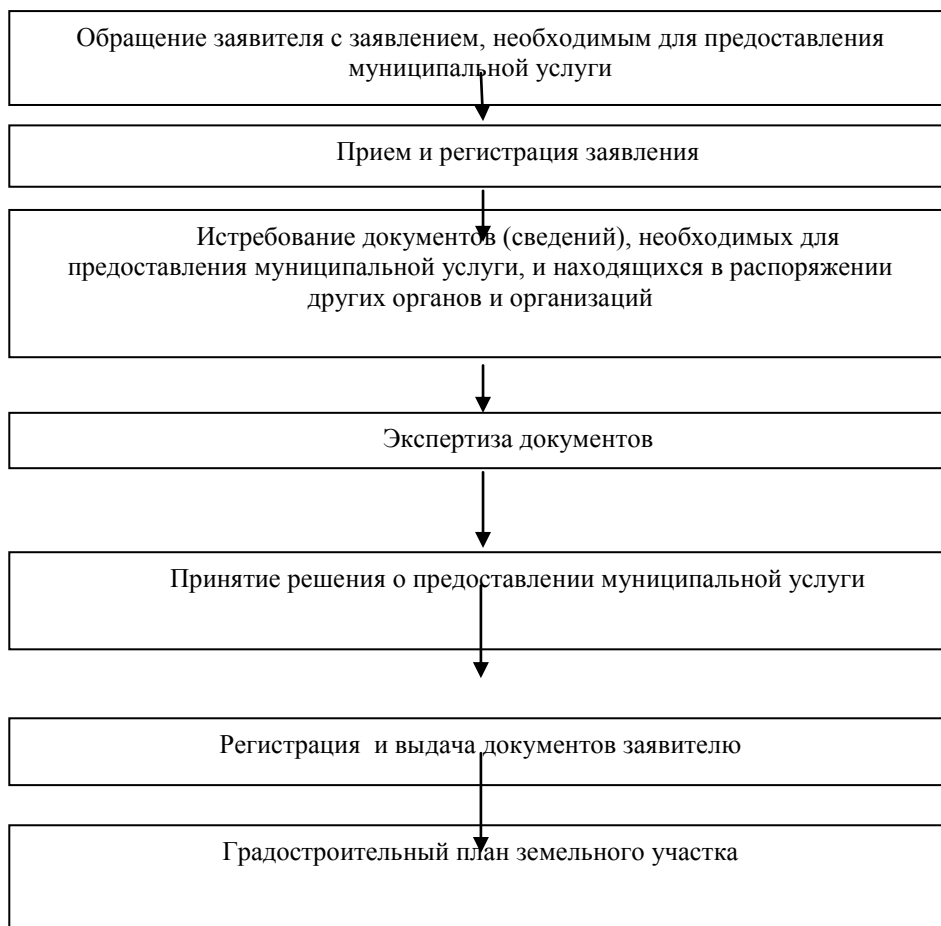 Обращение заявителя с заявлением, необходимым для предоставления
муниципальной услуги
Прием и регистрация заявления
Истребование документов (сведений), необходимых для
предоставления муниципальной услуги, и находящихся в распоряжении
других органов и организаций
Экспертиза документов
Принятие решения о предоставлении муниципальной услуги
Регистрация и выдача документов заявителю
Градостроительный план земельного участка